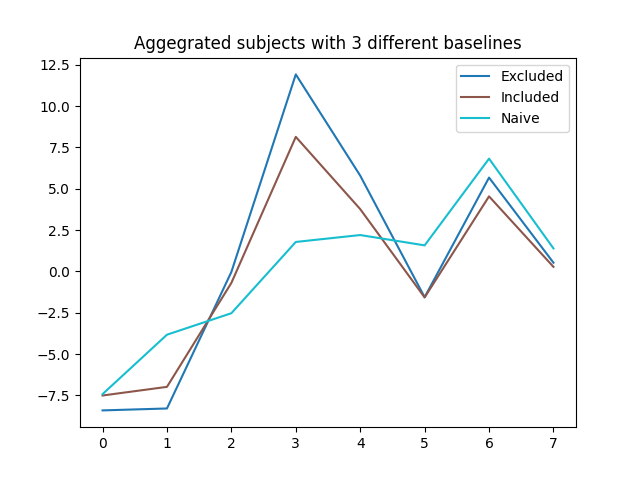 Aggegrated subjects with 3 different baselines
12.5
10.0
7.5
5.0
2.5
0.0
−2.5
−5.0
−7.5
Excluded
Included
Naive
0 1 2 3 4 5 6 7